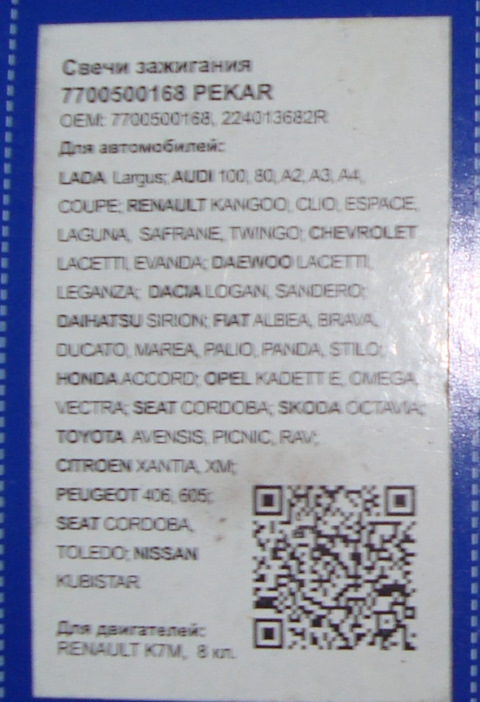 Свечи зажигания
7700500168 PEKAR
OEM: 7700500168, 224013682R
Для автомобилей:
LADA Largus; AUDI 100, 80, A2, A3, A4,
COUPE; RENAULT KANGOO, CLIO, ESPACE,
LAGUNA, SAFRANE, TWINGO; CHEVROLET
LACETTI, EVANDA; DAEWOO LACETTI,
LEGANZA; DACIA LOGAN, SANDERO;
DAIHATSU SIRION; FIAT ALBEA, BRAVA,
DUCATO, MAREA, PALIO, PANDA, STILO;
HONDA ACCORD; OPEL KADETT E, OMEGA,
VECTRA; SEAT CORDOBA; SKODA OCTAVIA;
TOYOTA AVENSIS, PICNIC, RAV;
CITROEN XANTIA, XM;
PEUGEOT 406, 605;
SEAT CORDOBA,
TOLEDO; NISSAN
KUBISTAR
Для двигателей:
RENAULT K7M, 8 кл.